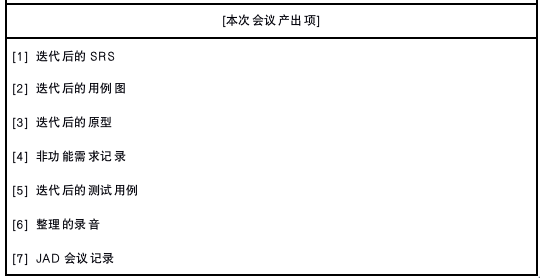 [本次会议产出项]
[1] 迭代后的 SRS
[2] 迭代后的用例图
[3] 迭代后的原型
[4] 非功能需求记录
[5] 迭代后的测试用例
[6] 整理的录音
[7] JAD 会议记录